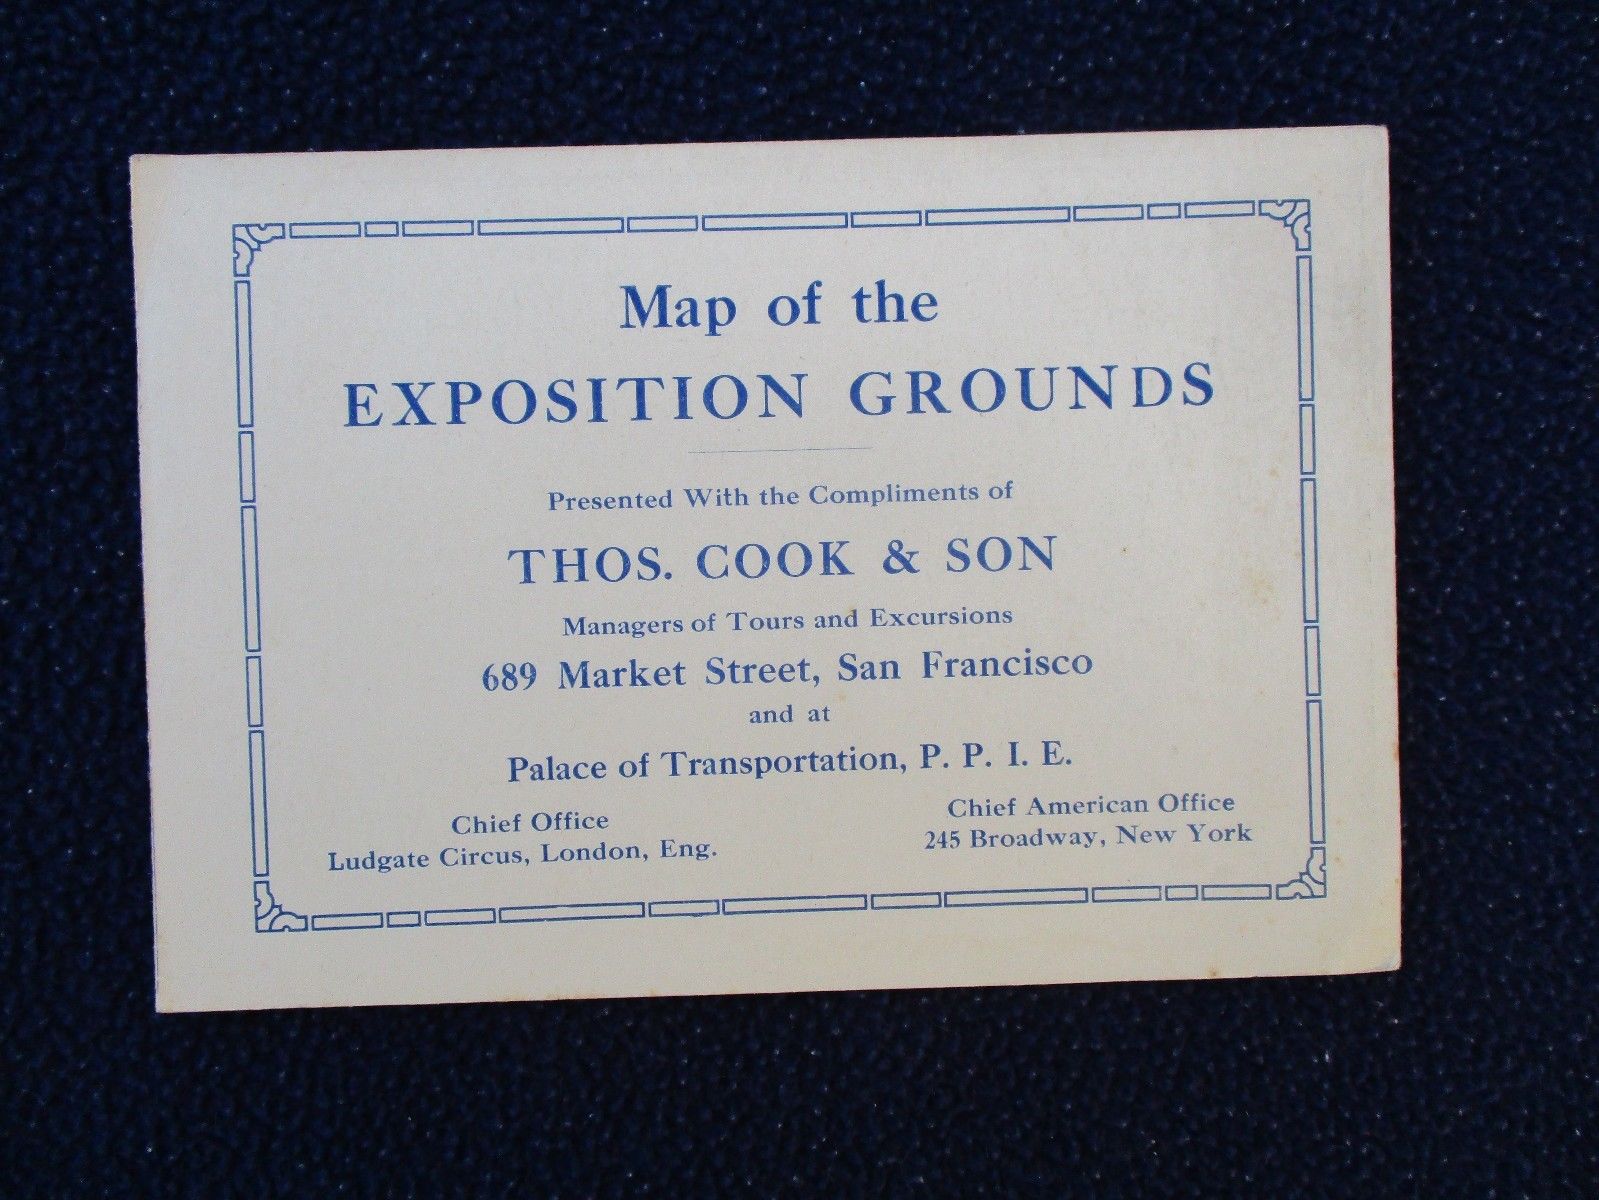 Map of the
EXPOSITION GROUNDS
Presented With the Compliments of
THOS. COOK & SON
Managers of Tours and Excursions
689 Market Street, San Francisco
and at
Palace of Transportation, P. P. I. E.
Chief Office
Ludgate Circus, London, Eng.
Chief American Office
245 Broadway, New York